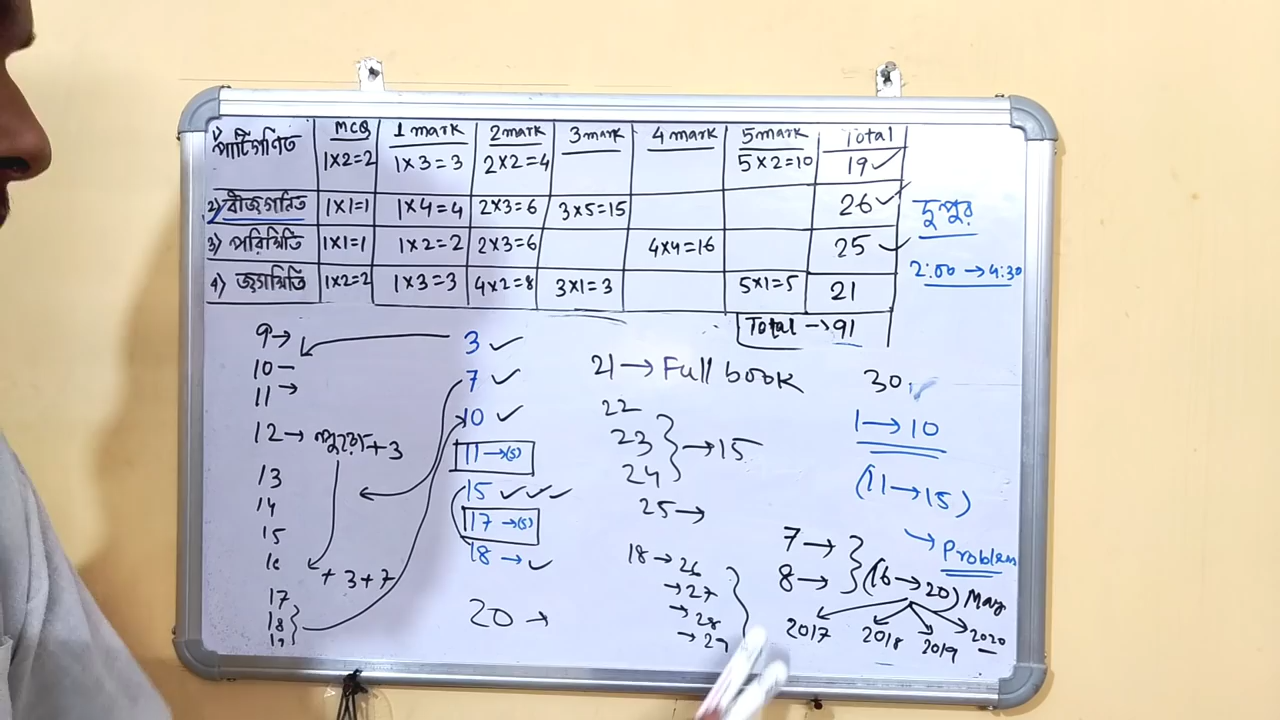 1) পাটিগণিত MCQ 1 mark 2 mark 3 mark 4 mark 5 mark Total
1×2=2 1×3=3 2×2=4 5×2=10 19 ✓
2) বীজগনিত 1×1=1 1×4=4 2×3=6 3×5=15 26 ✓
3) পরিমিতি 1×1=1 1×2=2 2×3=6 4×4=16 25 ✓
4) জ্যামিতি 1×2=2 1×3=3 4×2=8 3×1=3 5×1=5 21
Total → 91
দুপুর
2:00 → 4:30
9 →
10 –
11 →
12 → + 3
13
14
15
16
+ 3+7
17
18
3 ✓
7 ✓
10 ✓
11 → (s)
15 ✓✓✓
17 → (s)
18 → ✓
20 →
21 → Full book
22
23 → 15
24
25 →
18 → 26
→ 27
→ 28
→ 29
30
1 → 10
(11 → 15)
→ Problem
7 →
8 → (16 → 20) May
2017 2018 2019 2020